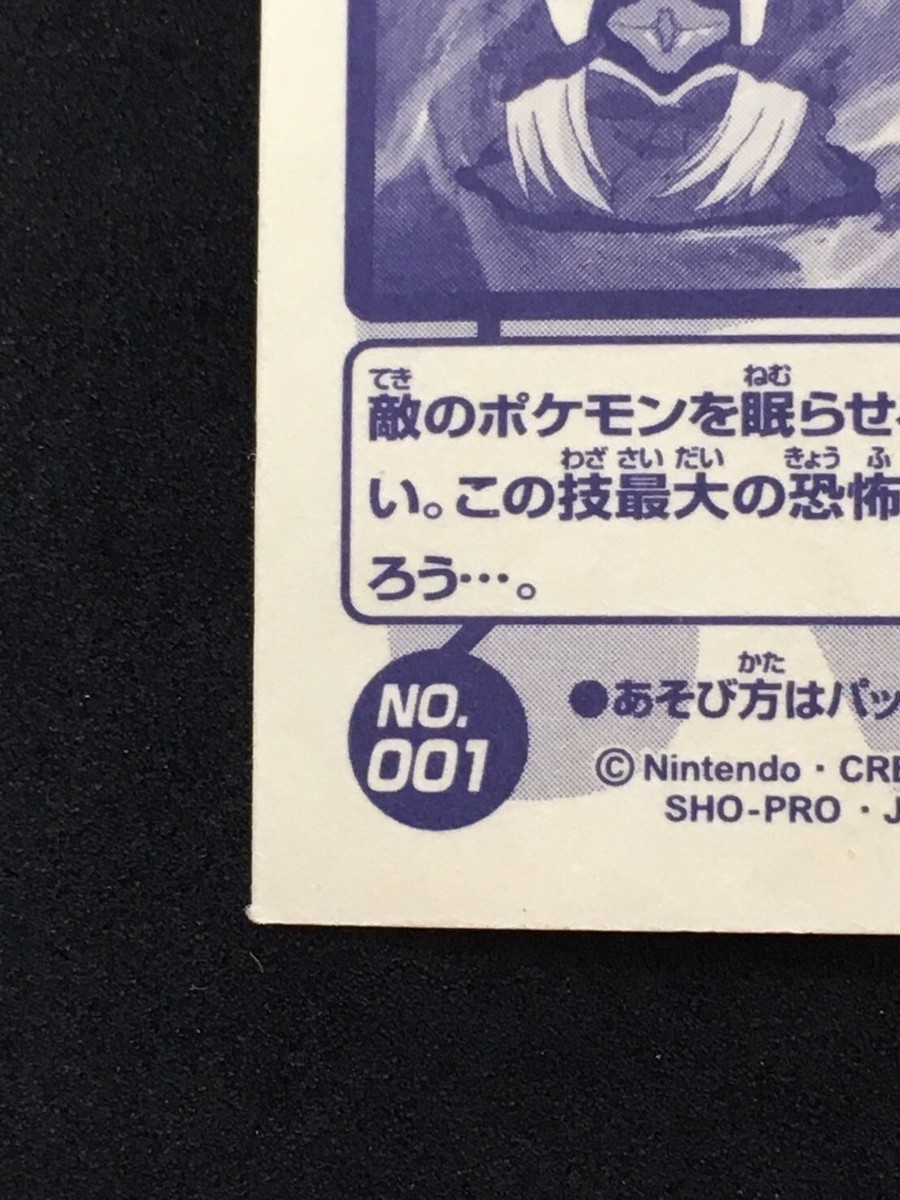 てき ねむ
敵のポケモンを眠らせ
わざ さい だい きょう ふ
い。この技最大の恐怖
ろう…。
NO.
001
かた
●あそび方はパッ
© Nintendo・CRE
SHO-PRO・J